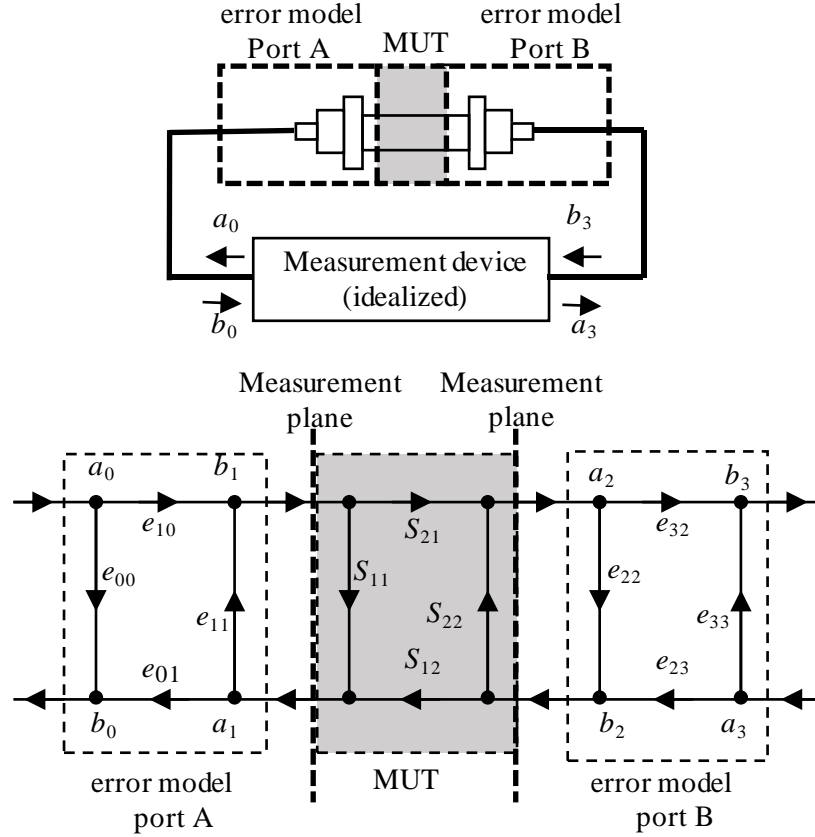 error model
Port A
MUT
error model
Port B
a0
b3
Measurement device
(idealized)
b0
a3
Measurement
plane
Measurement
plane
a0
b1
a2
b3
e10
S21
e32
e00
S11
e22
e11
S22
e33
e01
S12
e23
b0
a1
b2
a3
error model
port A
MUT
error model
port B